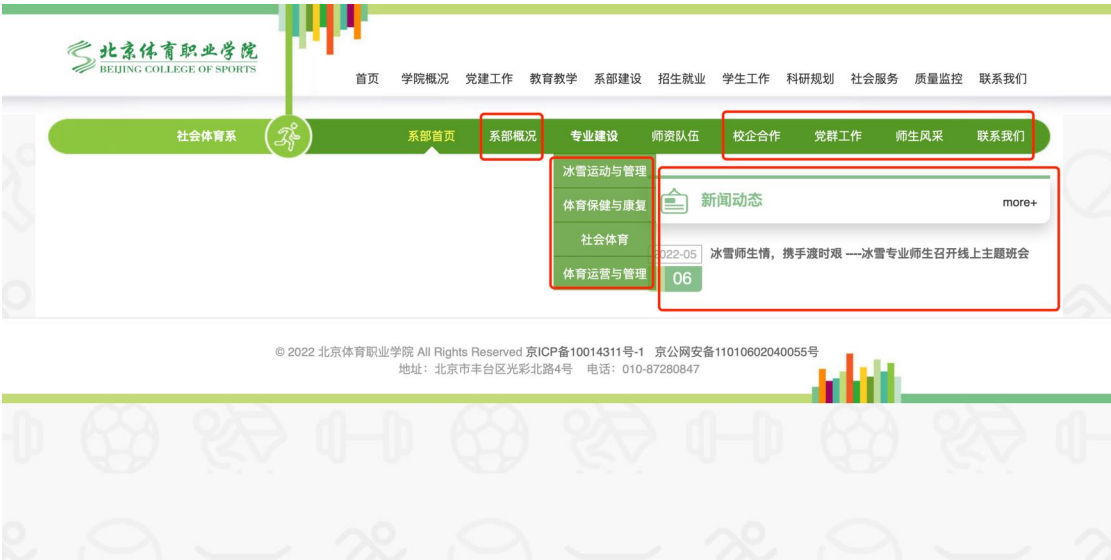 北京体育职业学院
BEIJING COLLEGE OF SPORTS
首页 学院概况 党建工作 教育教学 系部建设 招生就业 学生工作 科研规划 社会服务 质量监控 联系我们
社会体育系 系部首页 系部概况 专业建设 师资队伍 校企合作 党群工作 师生风采 联系我们
冰雪运动与管理
体育保健与康复
社会体育
体育运营与管理
新闻动态 more+
2022-05 冰雪师生情，携手渡时艰 ----冰雪专业师生召开线上主题班会
06
© 2022 北京体育职业学院 All Rights Reserved 京ICP备10014311号-1 京公网安备11010602040055号
地址：北京市丰台区光彩北路4号 电话：010-87280847